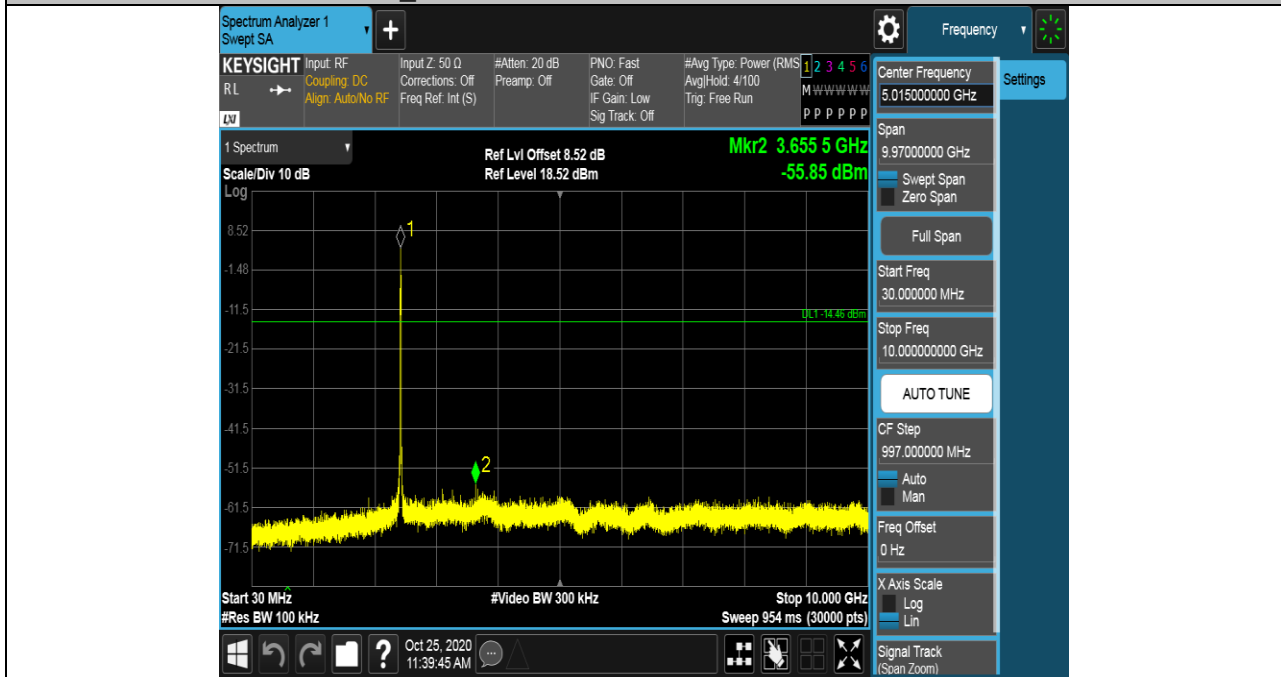 Spectrum Analyzer 1
Swept SA
Frequency
KEYSIGHT
RL
LXI
Input: RF
Coupling: DC
Align: Auto/No RF
Input Z: 50 Ω
Corrections: Off
Freq Ref: Int (S)
#Atten: 20 dB
Preamp: Off
PNO: Fast
Gate: Off
IF Gain: Low
Sig Track: Off
#Avg Type: Power (RMS
Avg|Hold: 4/100
Trig: Free Run
1 2 3 4 5 6
M W W W W W
P P P P P P
1 Spectrum
Scale/Div 10 dB
Log
Ref Lvl Offset 8.52 dB
Ref Level 18.52 dBm
Mkr2 3.655 5 GHz
-55.85 dBm
8.52
-1.48
-11.5
-21.5
-31.5
-41.5
-51.5
-61.5
-71.5
1
2
DL1 -14.46 dBm
Start 30 MHz
#Res BW 100 kHz
#Video BW 300 kHz
Stop 10.000 GHz
Sweep 954 ms (30000 pts)
Oct 25, 2020
11:39:45 AM
Center Frequency
5.015000000 GHz
Settings
Span
9.97000000 GHz
Swept Span
Zero Span
Full Span
Start Freq
30.000000 MHz
Stop Freq
10.000000000 GHz
AUTO TUNE
CF Step
997.000000 MHz
Auto
Man
Freq Offset
0 Hz
X Axis Scale
Log
Lin
Signal Track
(Span Zoom)